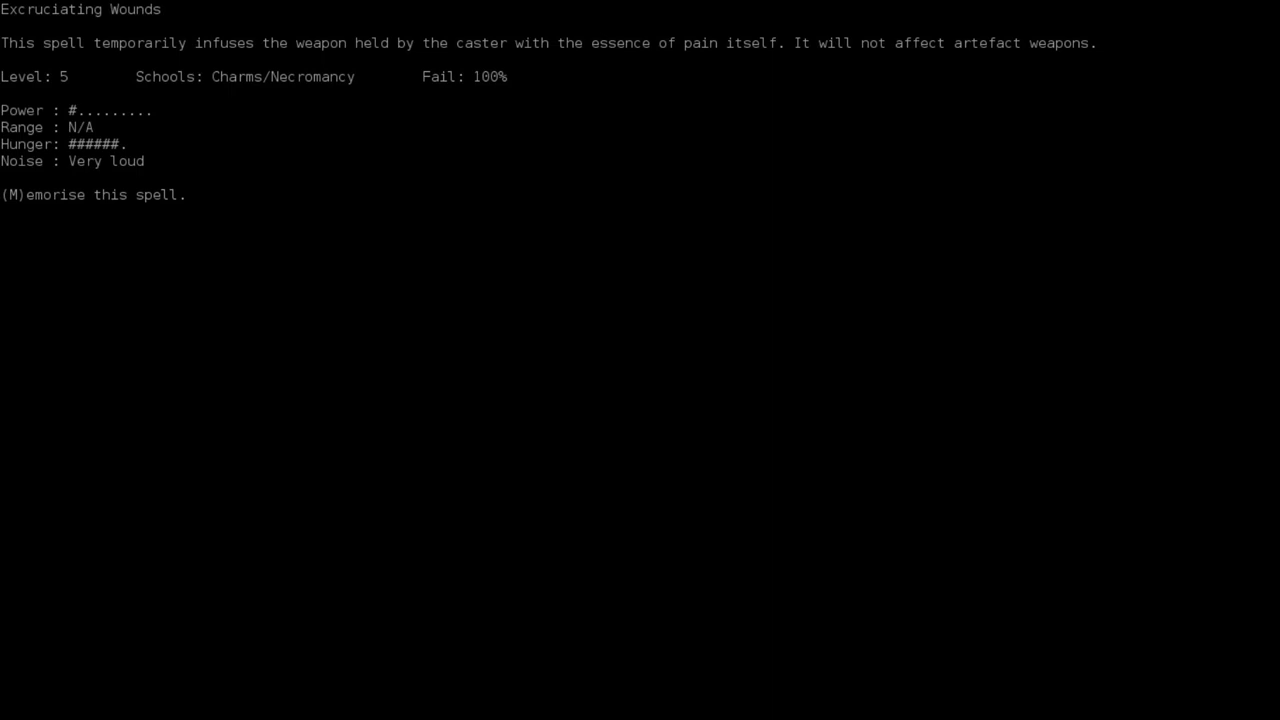 Excruciating Wounds
This spell temporarily infuses the weapon held by the caster with the essence of pain itself. It will not affect artefact weapons.
Level: 5        Schools: Charms/Necromancy        Fail: 100%
Power : #.........
Range : N/A
Hunger: ######.
Noise : Very loud
(M)emorise this spell.